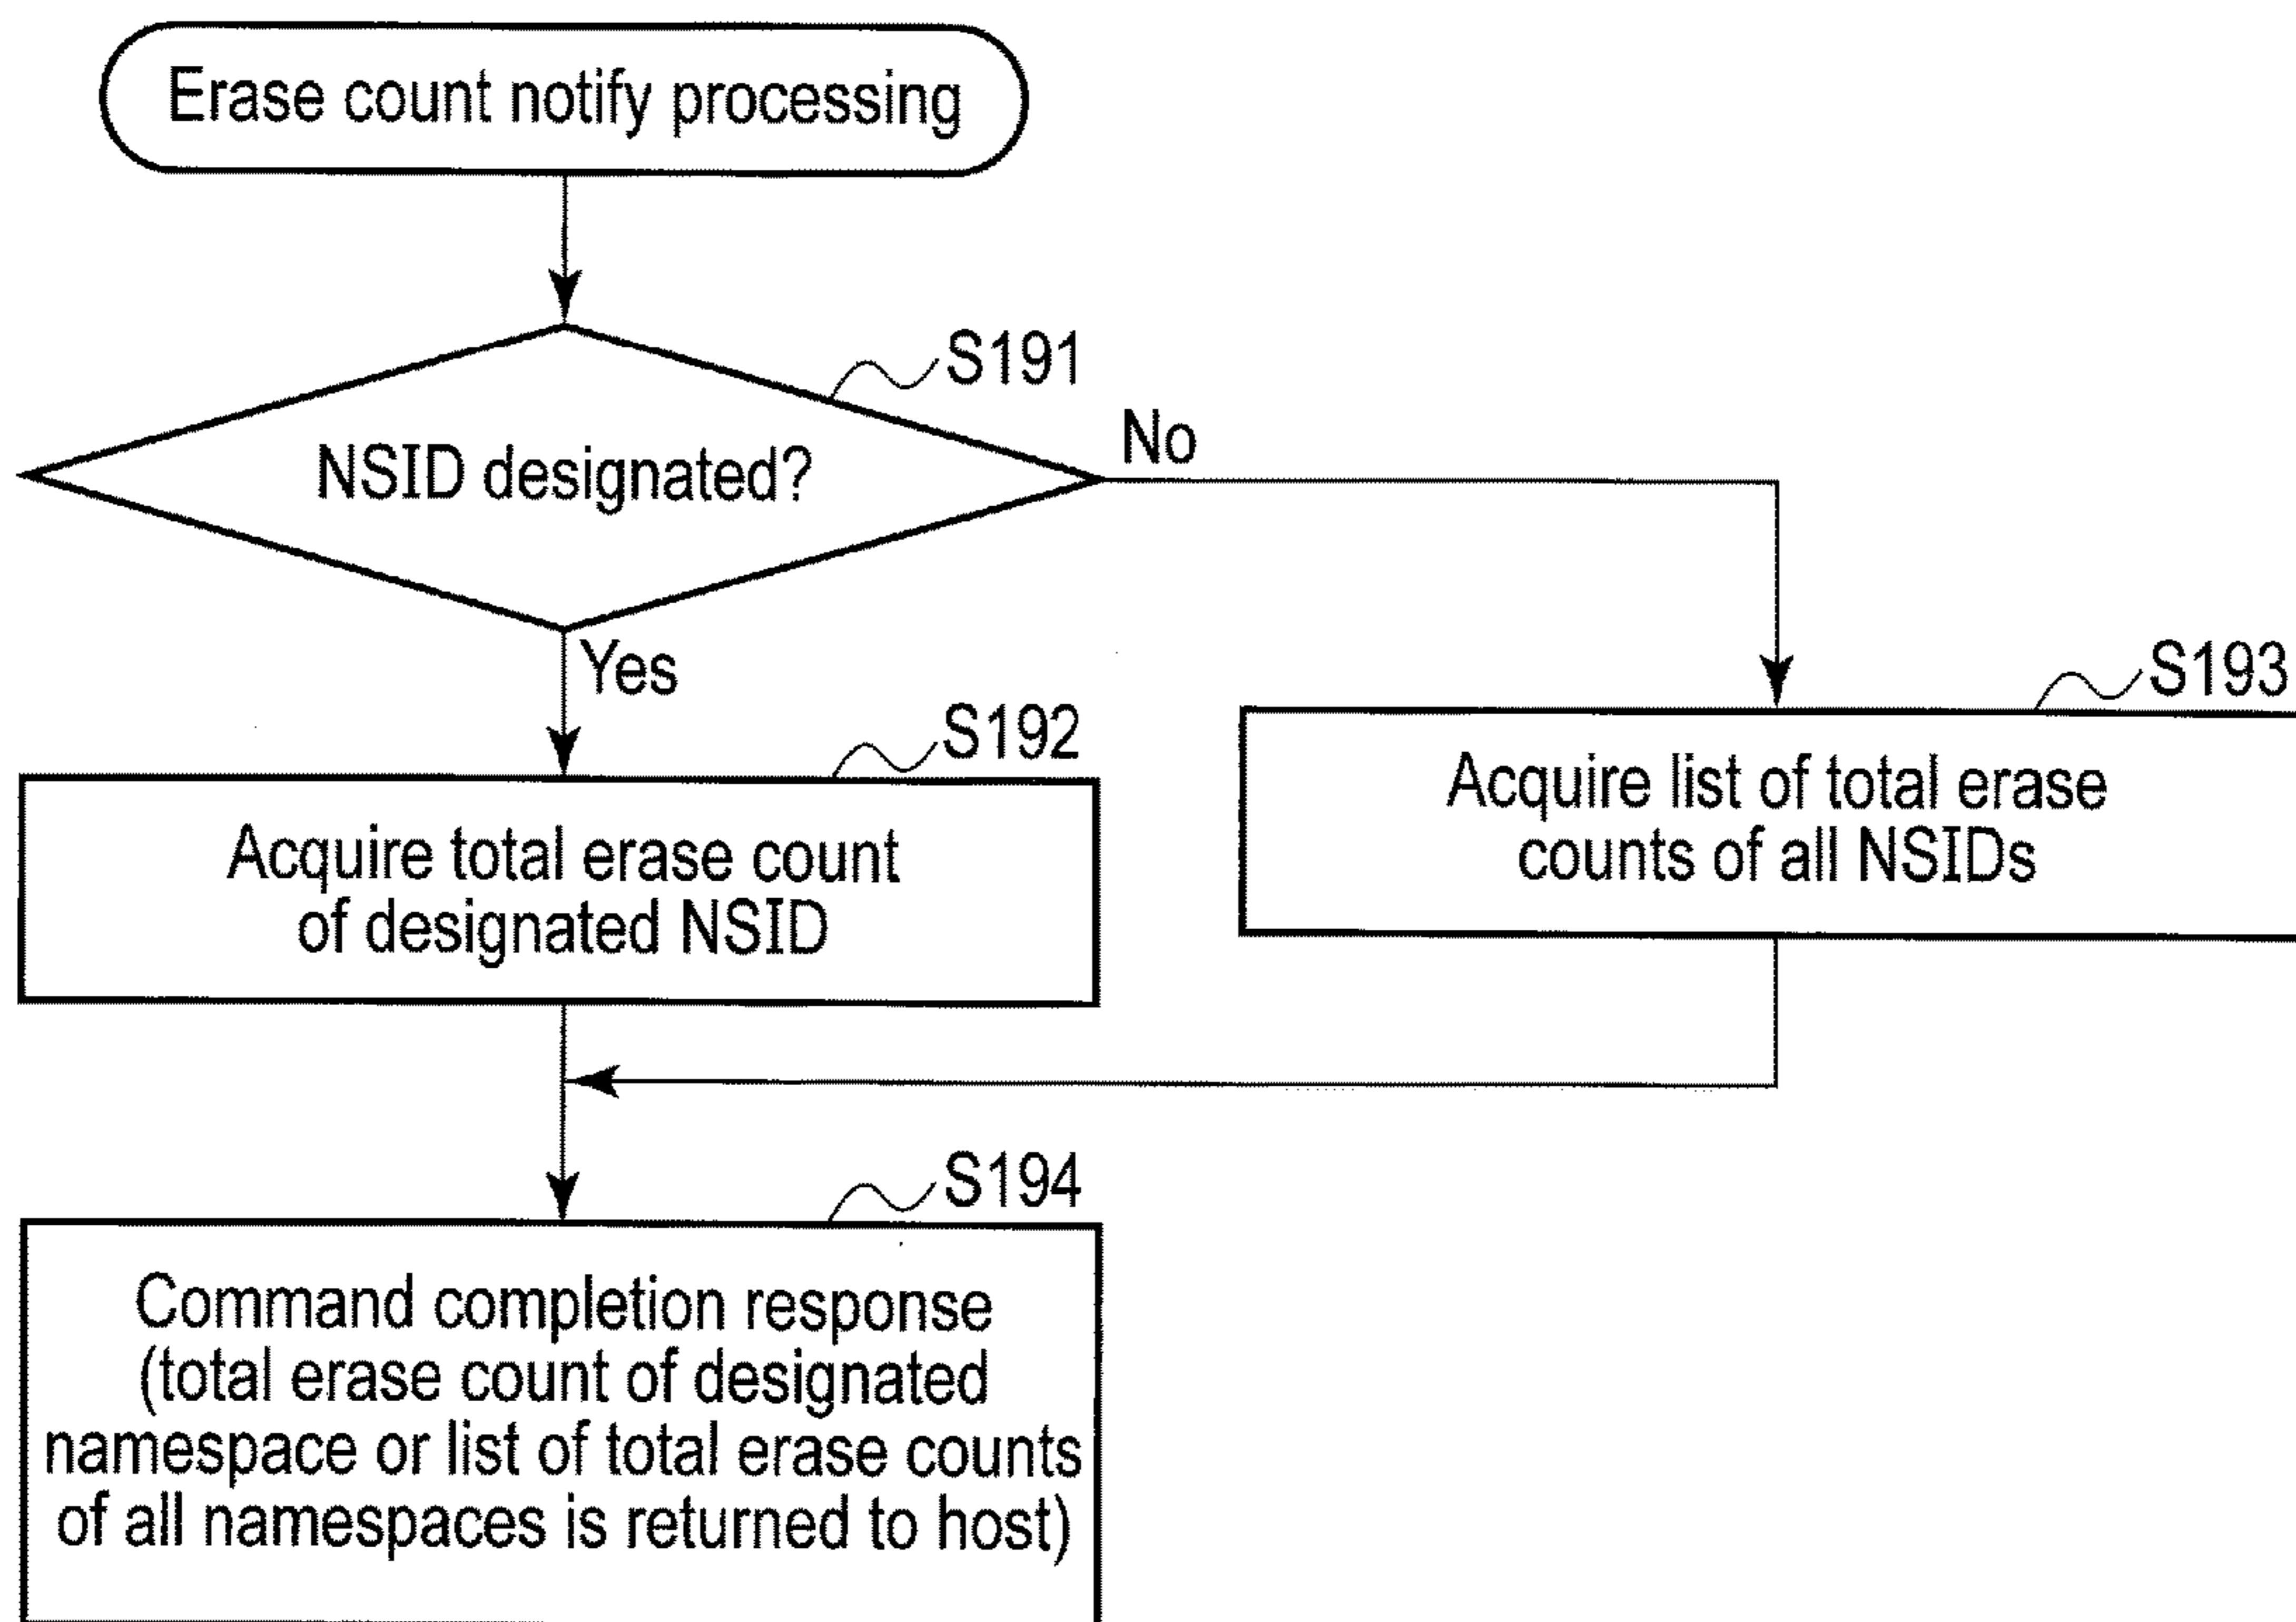 Erase count notify processing
S191
NSID designated?
No
Yes
S192
Acquire total erase count
of designated NSID
S193
Acquire list of total erase
counts of all NSIDs
S194
Command completion response
(total erase count of designated
namespace or list of total erase counts
of all namespaces is returned to host)